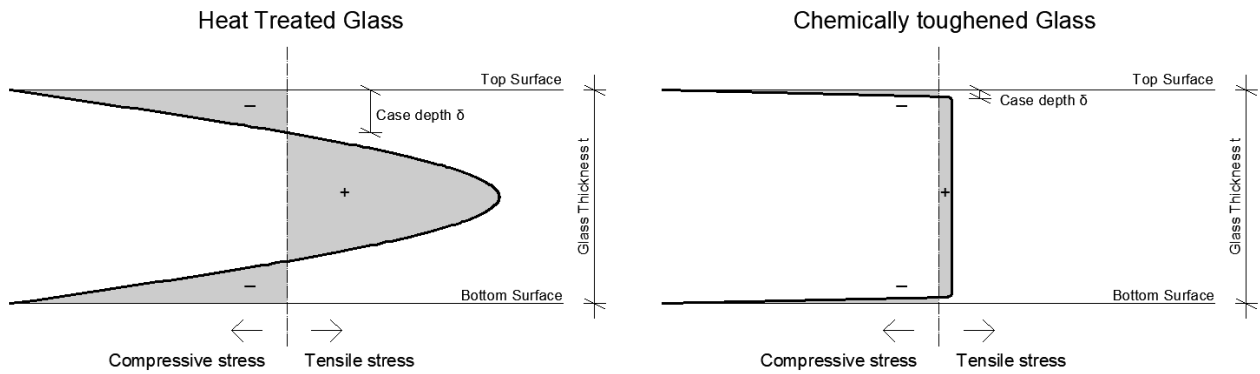 Heat Treated Glass
Top Surface
−
Case depth δ
+
Glass Thickness t
−
Bottom Surface
Compressive stress
Tensile stress
Chemically toughened Glass
Top Surface
−
Case depth δ
+
Glass Thickness t
−
Bottom Surface
Compressive stress
Tensile stress